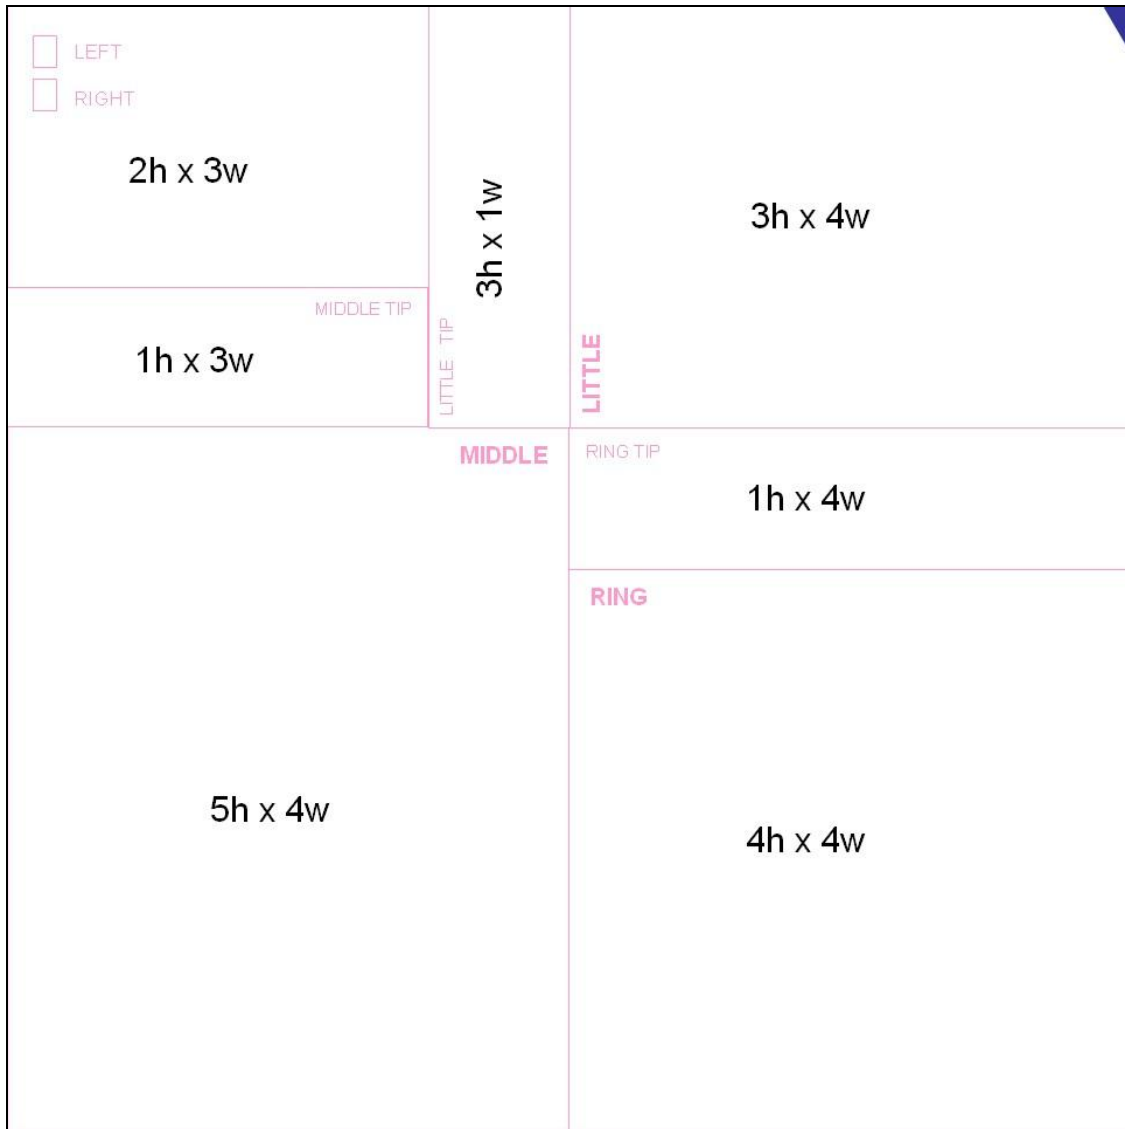 LEFT
RIGHT
2h x 3w
3h x 1w
3h x 4w
MIDDLE TIP
1h x 3w
LITTLE TIP
LITTLE
MIDDLE
RING TIP
1h x 4w
RING
5h x 4w
4h x 4w